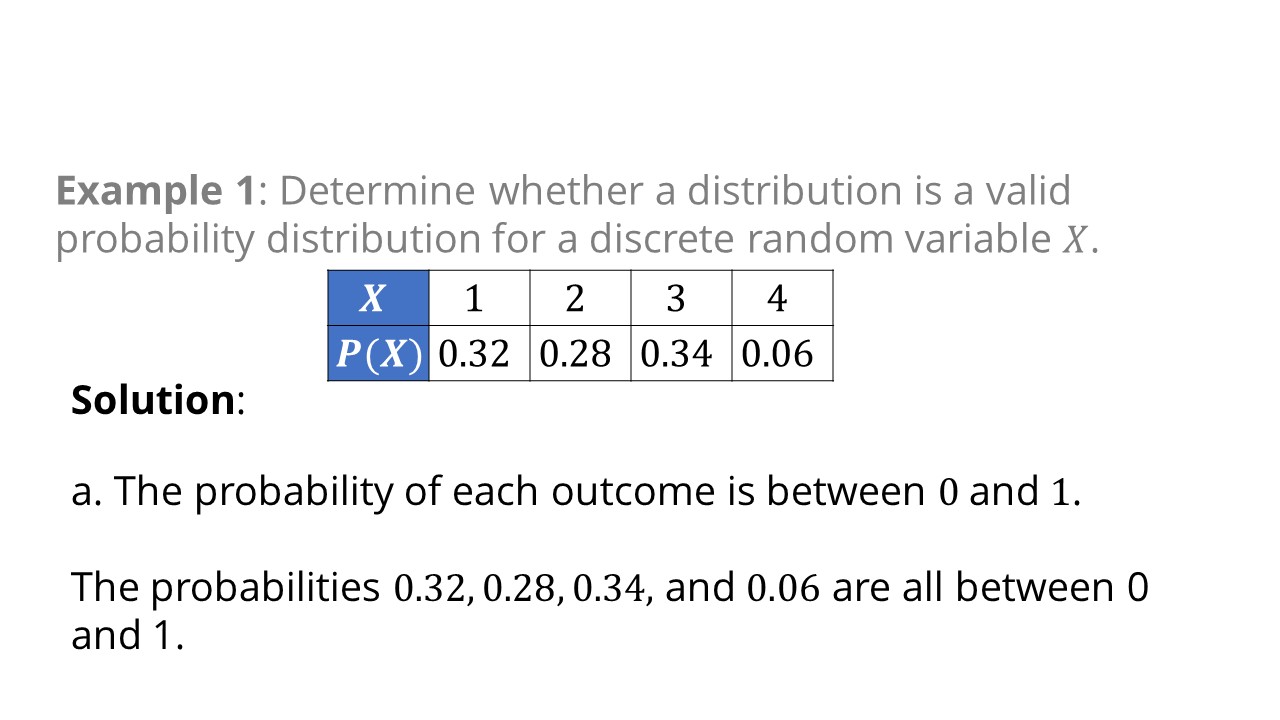 Example 1: Determine whether a distribution is a valid
probability distribution for a discrete random variable X.
X 1 2 3 4
P(X) 0.32 0.28 0.34 0.06
Solution:
a. The probability of each outcome is between 0 and 1.
The probabilities 0.32, 0.28, 0.34, and 0.06 are all between 0
and 1.